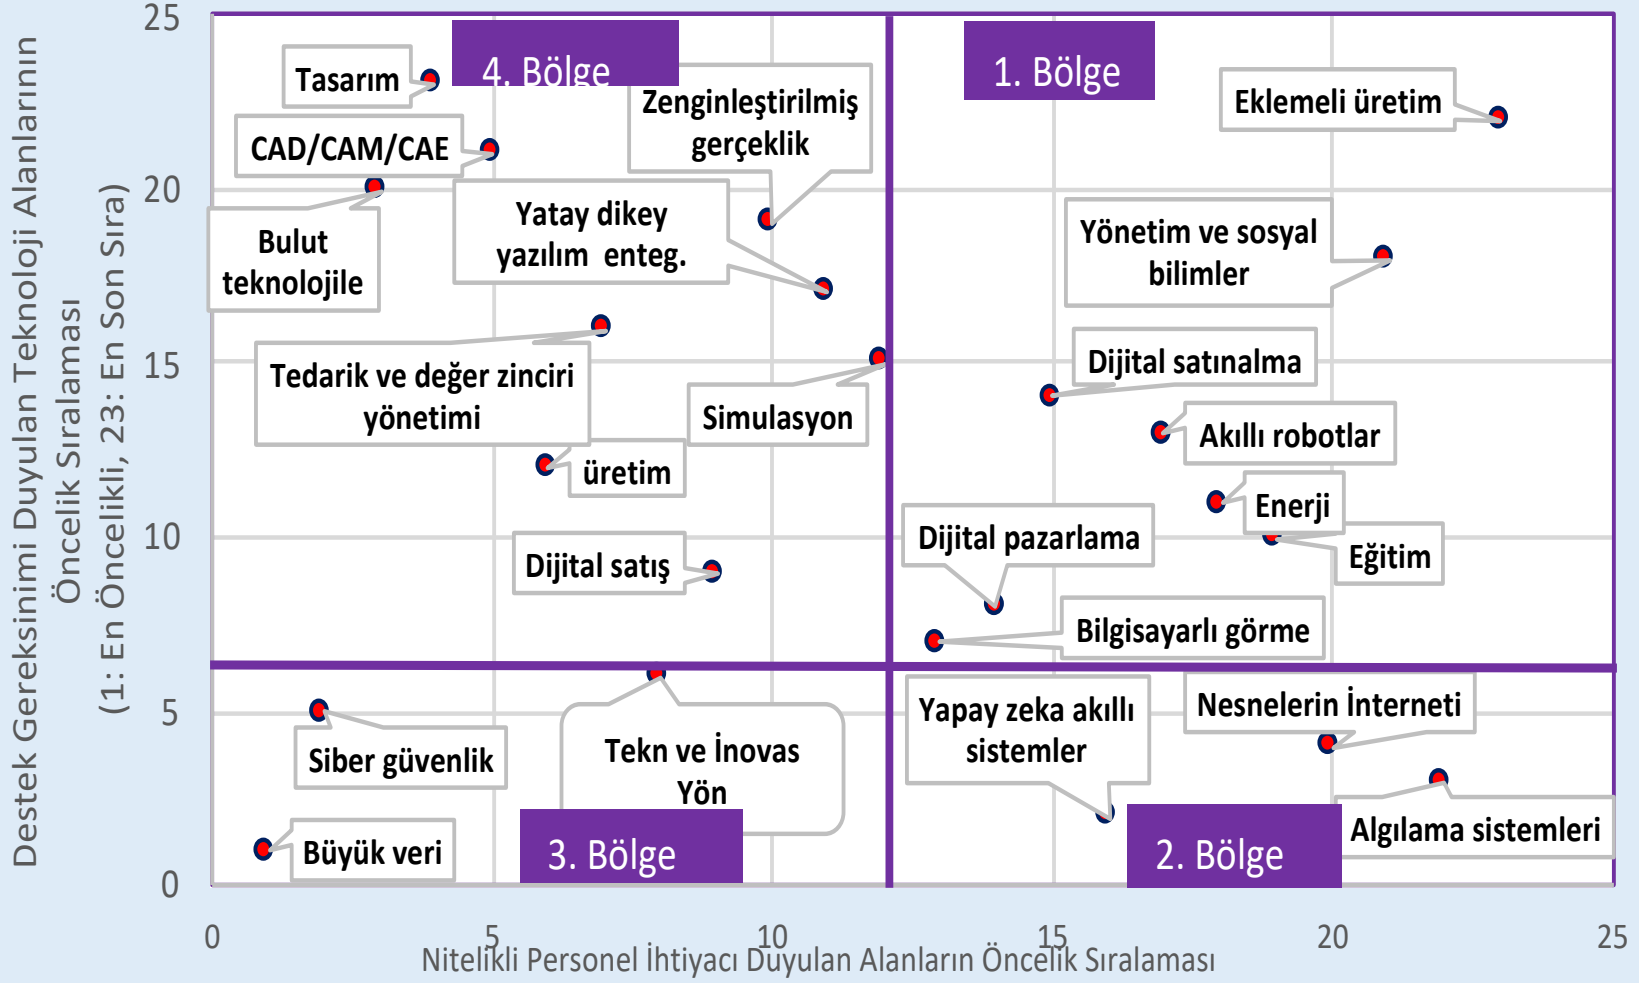 Destek Gereksinimi Duyulan Teknoloji Alanlarının
Öncelik Sıralaması
(1: En Öncelikli, 23: En Son Sıra)
25
20
15
10
5
0
4. Bölge
1. Bölge
Tasarım
Zenginleştirilmiş
gerçeklik
Eklemeli üretim
CAD/CAM/CAE
Yatay dikey
yazılım enteg.
Bulut
teknolojile
Yönetim ve sosyal
bilimler
Tedarik ve değer zinciri
yönetimi
Simulasyon
Dijital satınalma
Akıllı robotlar
üretim
Enerji
Dijital pazarlama
Eğitim
Dijital satış
Bilgisayarlı görme
Yapay zeka akıllı
sistemler
Nesnelerin İnterneti
Siber güvenlik
Tekn ve İnovas
Yön
Algılama sistemleri
Büyük veri
3. Bölge
2. Bölge
0
5
10
15
20
25
Nitelikli Personel İhtiyacı Duyulan Alanların Öncelik Sıralaması